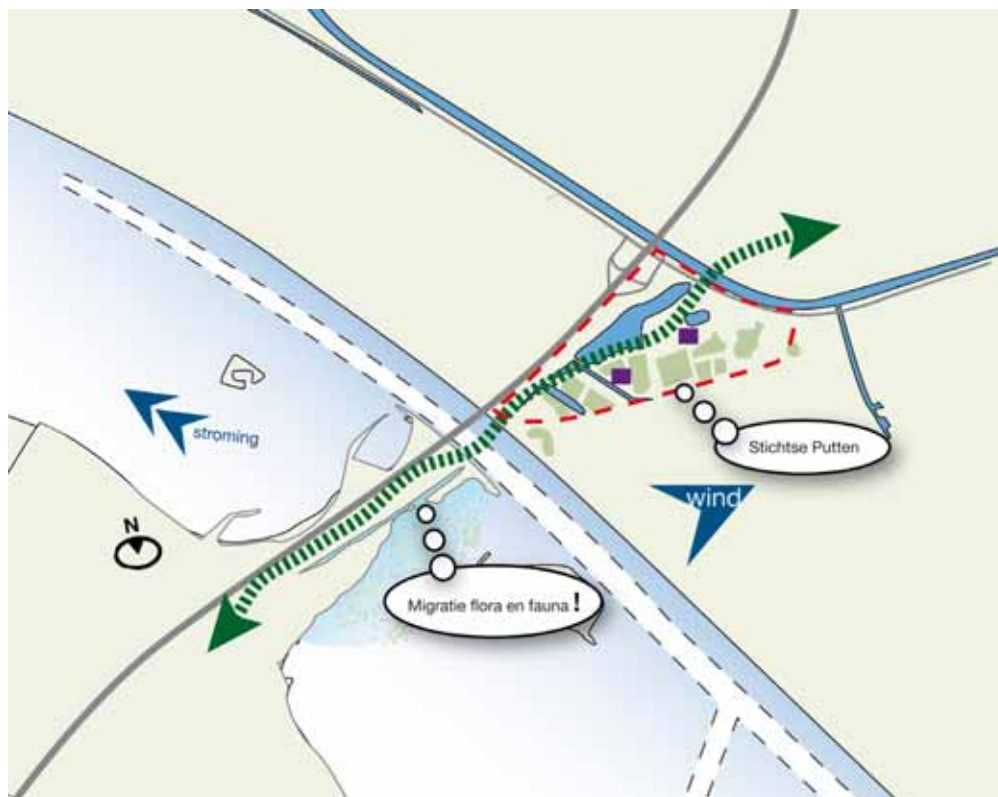 stroming
Stichtse Putten
wind
N
Migratie flora en fauna !